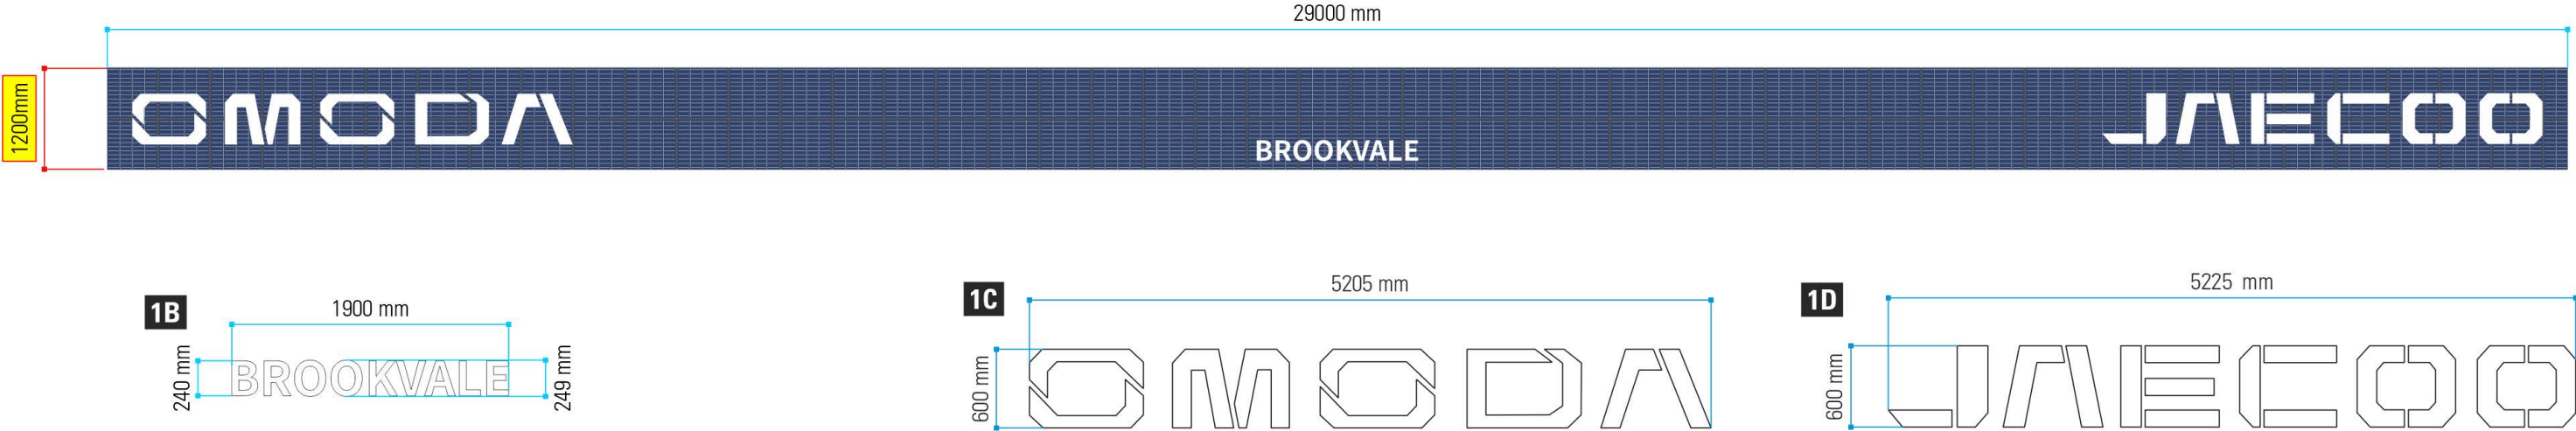 29000 mm
1200mm
OMODA
BROOKVALE
JAECOO
1B
1900 mm
240 mm
BROOKVALE
249 mm
1C
5205 mm
600 mm
OMODA
1D
5225 mm
600 mm
JAECOO